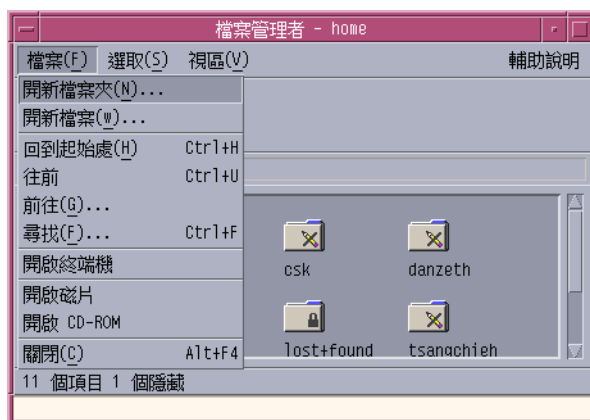 檔案管理者 - home
檔案(F) 選取(S) 視區(V) 輔助說明
開新檔案夾(N)...
開新檔案(w)...
回到起始處(H) Ctrl+H
往前 Ctrl+U
前往(G)...
尋找(F)... Ctrl+F
開啟終端機
開啟磁片
開啟 CD-ROM
關閉(C) Alt+F4
csk danzeth
lost+found tsangchieh
11 個項目 1 個隱藏